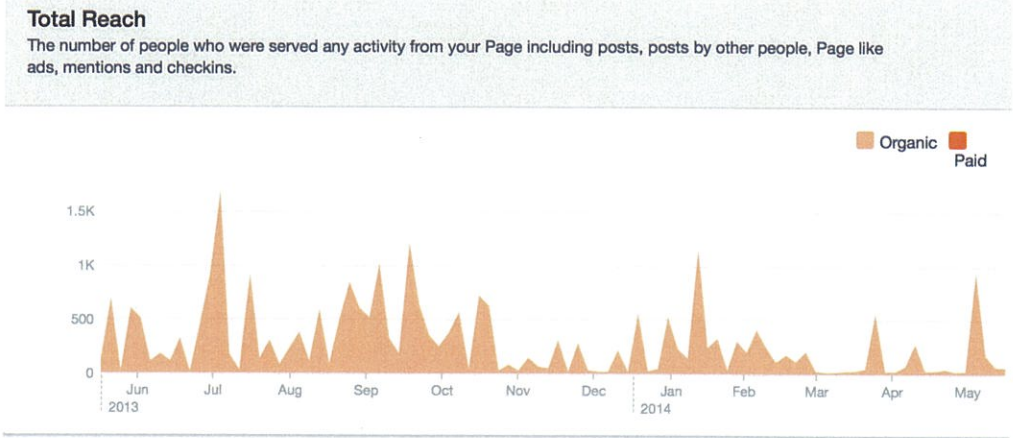 Total Reach
The number of people who were served any activity from your Page including posts, posts by other people, Page like
ads, mentions and checkins.
Organic
Paid
1.5K
1K
500
0
Jun Jul Aug Sep Oct Nov Dec Jan Feb Mar Apr May
2013 2014